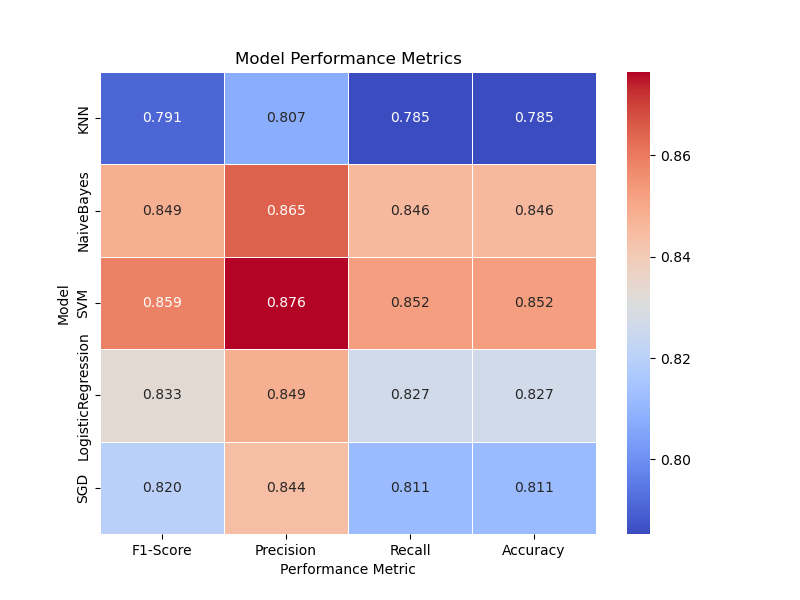 Model Performance Metrics
Model
KNN
0.791 0.807 0.785 0.785
NaiveBayes
0.849 0.865 0.846 0.846
SVM
0.859 0.876 0.852 0.852
LogisticRegression
0.833 0.849 0.827 0.827
SGD
0.820 0.844 0.811 0.811
F1-Score Precision Recall Accuracy
Performance Metric
0.86
0.84
0.82
0.80